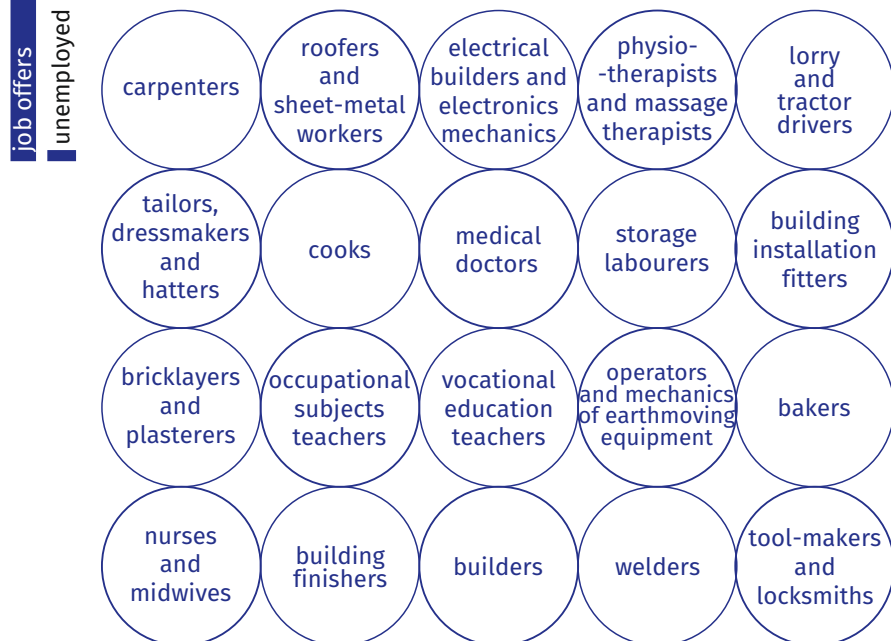 job offers
unemployed
carpenters
roofers
and
sheet-metal
workers
electrical
builders and
electronics
mechanics
physio-
-therapists
and massage
therapists
lorry
and
tractor
drivers
tailors,
dressmakers
and
hatters
cooks
medical
doctors
storage
labourers
building
installation
fitters
bricklayers
and
plasterers
occupational
subjects
teachers
vocational
education
teachers
operators
and mechanics
of earthmoving
equipment
bakers
nurses
and
midwives
building
finishers
builders
welders
tool-makers
and
locksmiths